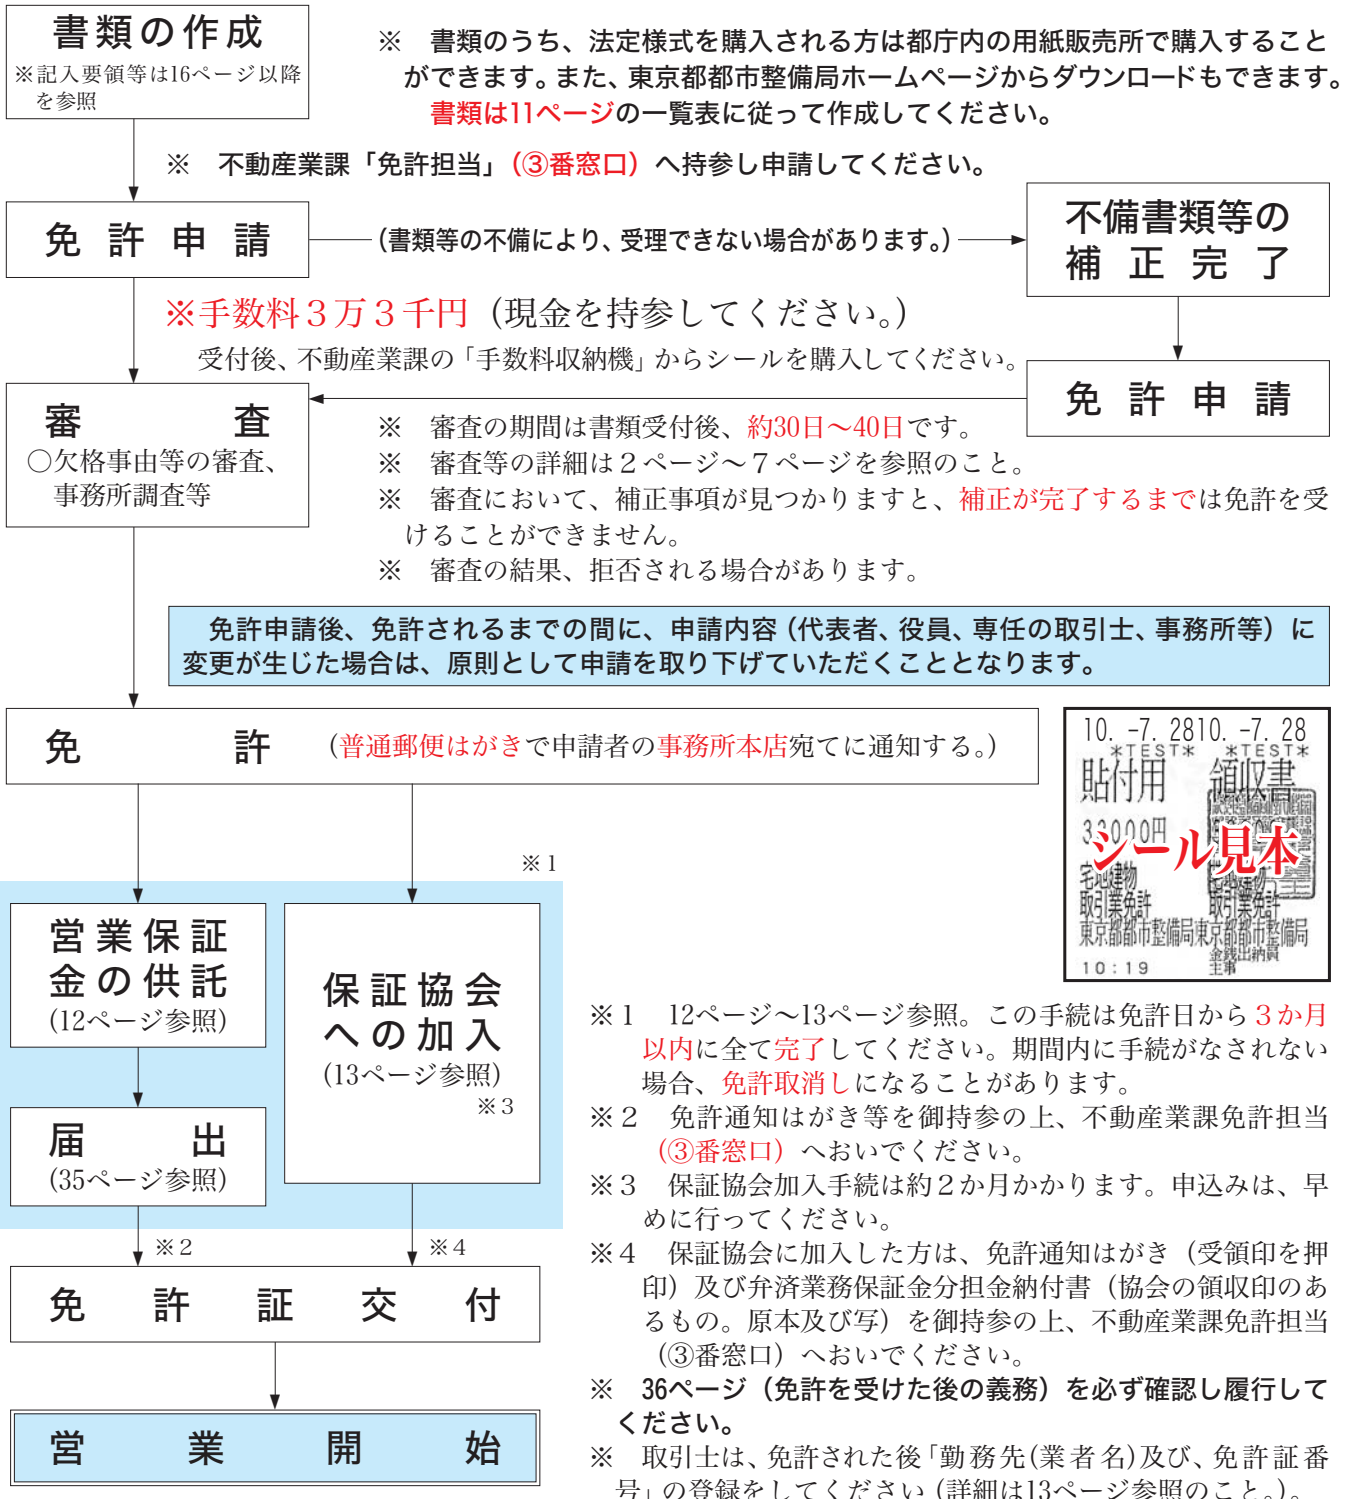 書類の作成
※記入要領等は16ページ以降
を参照
※　書類のうち、法定様式を購入される方は都庁内の用紙販売所で購入すること
ができます。また、東京都都市整備局ホームページからダウンロードもできます。
書類は11ページの一覧表に従って作成してください。
※　不動産業課「免許担当」（③番窓口）へ持参し申請してください。
免許申請
（書類等の不備により、受理できない場合があります。）
不備書類等の
補正完了
※手数料３万３千円（現金を持参してください。）
受付後、不動産業課の「手数料収納機」からシールを購入してください。
免許申請
審査
○欠格事由等の審査、
事務所調査等
※　審査の期間は書類受付後、約30日～40日です。
※　審査等の詳細は２ページ～７ページを参照のこと。
※　審査において、補正事項が見つかりますと、補正が完了するまでは免許を受
けることができません。
※　審査の結果、拒否される場合があります。
免許申請後、免許されるまでの間に、申請内容（代表者、役員、専任の取引士、事務所等）に
変更が生じた場合は、原則として申請を取り下げていただくこととなります。
免許（普通郵便はがきで申請者の事務所本店宛てに通知する。）
10. -7. 2810. -7. 28
*TEST* *TEST*
貼付用 領収書
33000円
シール見本
宅地建物 宅地建物
取引業免許 取引業免許
東京都都市整備局東京都都市整備局
金銭出納員
10:19 主事
※１
営業保証
金の供託
(12ページ参照)
保証協会
への加入
(13ページ参照)
※３
届出
(35ページ参照)
※２
※４
免許証交付
営業開始
※１　12ページ～13ページ参照。この手続は免許日から３か月
以内に全て完了してください。期間内に手続がなされない
場合、免許取消しになることがあります。
※２　免許通知はがき等を御持参の上、不動産業課免許担当
（③番窓口）へおいでください。
※３　保証協会加入手続は約２か月かかります。申込みは、早
めに行ってください。
※４　保証協会に加入した方は、免許通知はがき（受領印を押
印）及び弁済業務保証金分担金納付書（協会の領収印のあ
るもの。原本及び写）を御持参の上、不動産業課免許担当
（③番窓口）へおいでください。
※　36ページ（免許を受けた後の義務）を必ず確認し履行して
ください。
※　取引士は、免許された後「勤務先(業者名)及び、免許証番
号」の登録をしてください（詳細は13ページ参照のこと。）。